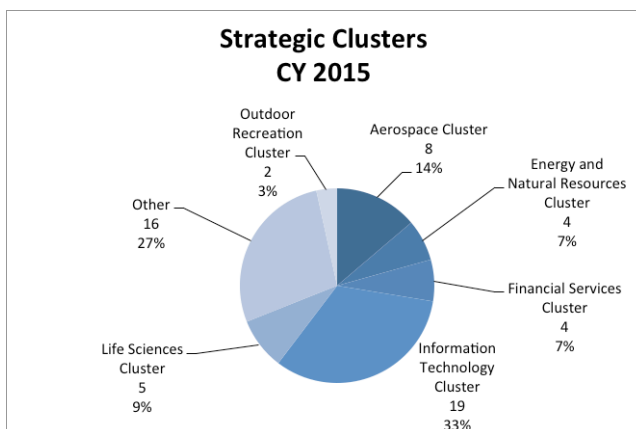 Strategic Clusters
CY 2015
Outdoor
Recreation
Cluster
2
3%
Aerospace Cluster
8
14%
Energy and
Natural Resources
Cluster
4
7%
Other
16
27%
Financial Services
Cluster
4
7%
Life Sciences
Cluster
5
9%
Information
Technology
Cluster
19
33%